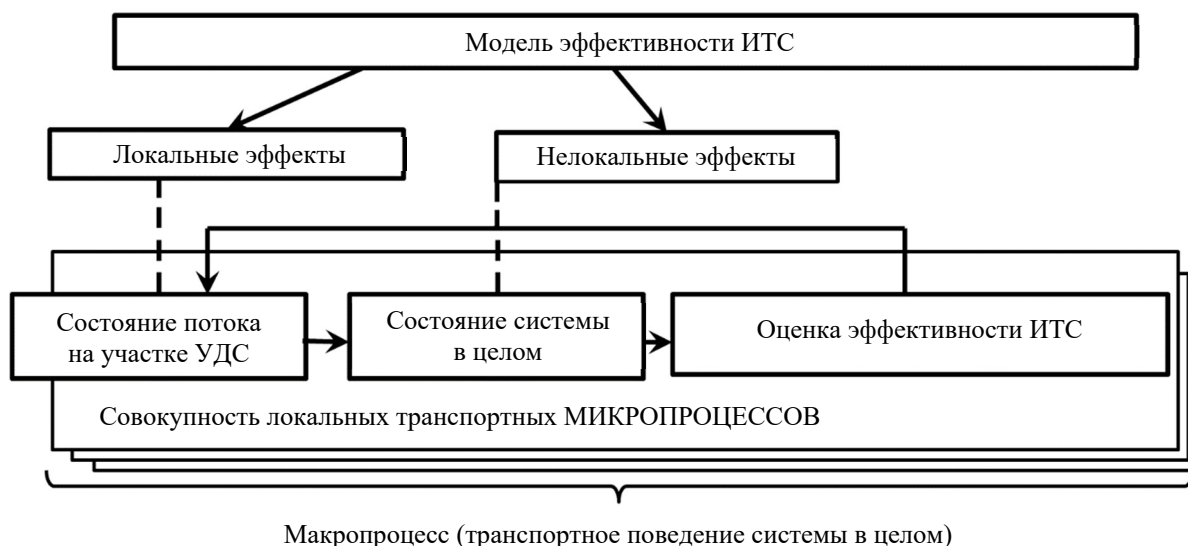 Модель эффективности ИТС
Локальные эффекты
Нелокальные эффекты
Состояние потока
на участке УДС
Состояние системы
в целом
Оценка эффективности ИТС
Совокупность локальных транспортных МИКРОПРОЦЕССОВ
Макропроцесс (транспортное поведение системы в целом)